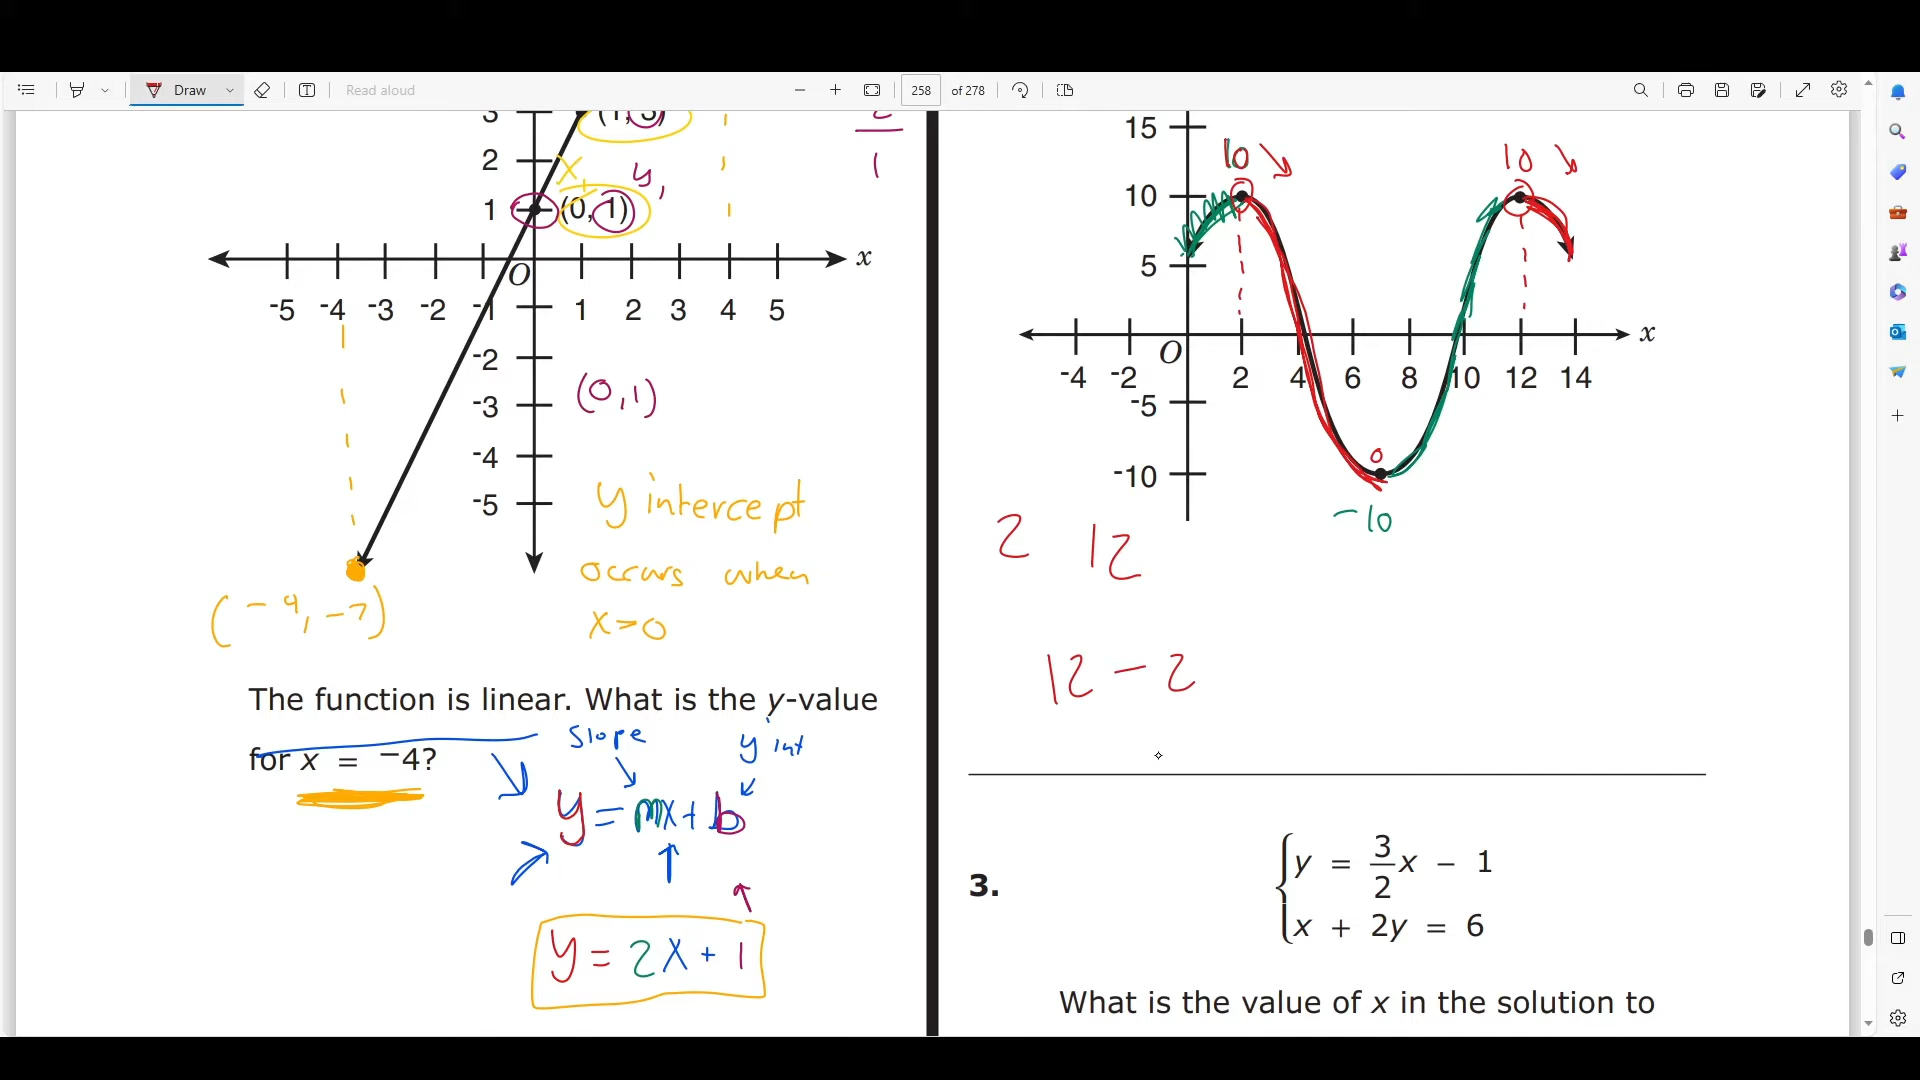 Draw
Read aloud
258 of 278
3
2
1
(0, 1)
x
y
1
O
x
-5 -4 -3 -2 -1 1 2 3 4 5
-2
-3
-4
-5
(0,1)
y intercept
occurs when
x=0
The function is linear. What is the y-value
for x = -4?
slope
y int
y=mx+b
y = 2x + 1
15
10
5
10
10
O
x
-4 -2 2 4 6 8 10 12 14
-5
-10
-10
2 12
12 - 2
3.
y = 3/2 x - 1
x + 2y = 6
What is the value of x in the solution to